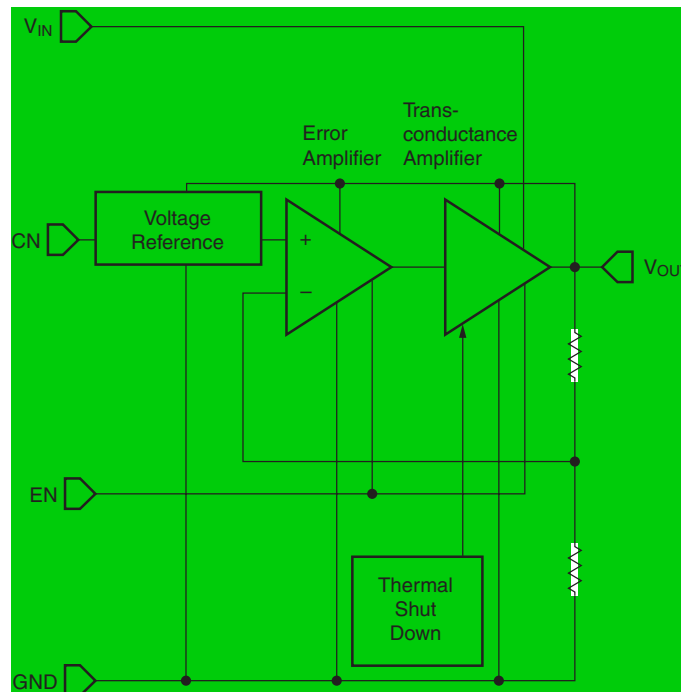 VIN
Trans-
conductance
Amplifier
Error
Amplifier
Voltage
Reference
CN
+
−
VOUT
EN
Thermal
Shut
Down
GND